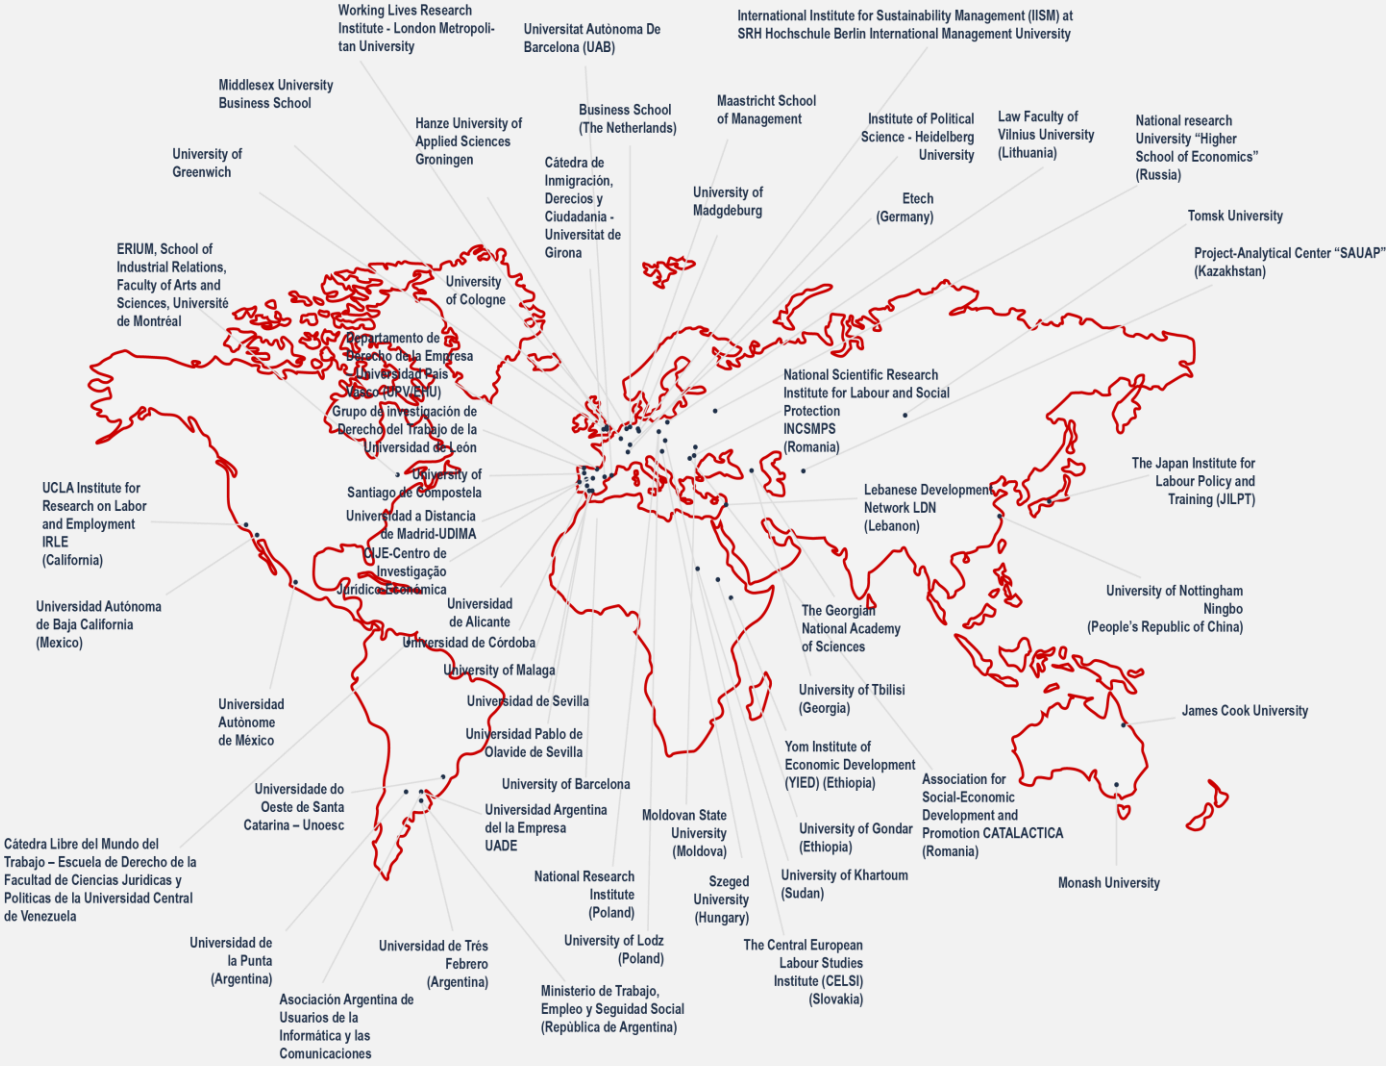 Working Lives Research
Institute - London Metropoli-
tan University
Universitat Autònoma De
Barcelona (UAB)
International Institute for Sustainability Management (IISM) at
SRH Hochschule Berlin International Management University
Middlesex University
Business School
Hanze University of
Applied Sciences
Groningen
Business School
(The Netherlands)
Maastricht School
of Management
Institute of Political
Science - Heidelberg
University
Law Faculty of
Vilnius University
(Lithuania)
National research
University “Higher
School of Economics”
(Russia)
University of
Greenwich
Cátedra de
Inmigración,
Derecios y
Ciudadania -
Universitat de
Girona
University of
Madgdeburg
Etech
(Germany)
Tomsk University
Project-Analytical Center “SAUAP”
(Kazakhstan)
ERIUM, School of
Industrial Relations,
Faculty of Arts and
Sciences, Université
de Montréal
University
of Cologne
Departamento de
Derecho de la Empresa
– Universidad País
Vasco (UPV/EHU)
Grupo de investigación de
Derecho del Trabajo de la
Universidad de León
University of
Santiago de Compostela
Universidad a Distancia
de Madrid-UDIMA
CIJE-Centro de
Investigação
Jurídico-Económica
National Scientific Research
Institute for Labour and Social
Protection
INCSMPS
(Romania)
Lebanese Development
Network LDN
(Lebanon)
The Japan Institute for
Labour Policy and
Training (JILPT)
UCLA Institute for
Research on Labor
and Employment
IRLE
(California)
Universidad Autónoma
de Baja California
(Mexico)
Universidad
de Alicante
Universidad de Córdoba
University of Malaga
Universidad de Sevilla
Universidad Pablo de
Olavide de Sevilla
University of Barcelona
The Georgian
National Academy
of Sciences
University of Nottingham
Ningbo
(People's Republic of China)
University of Tbilisi
(Georgia)
James Cook University
Universidad
Autònome
de México
Yom Institute of
Economic Development
(YIED) (Ethiopia)
Association for
Social-Economic
Development and
Promotion CATALACTICA
(Romania)
Universidade do
Oeste de Santa
Catarina – Unoesc
Universidad Argentina
del la Empresa
UADE
Moldovan State
University
(Moldova)
University of Gondar
(Ethiopia)
Cátedra Libre del Mundo del
Trabajo – Escuela de Derecho de la
Facultad de Ciencias Juridicas y
Politicas de la Universidad Central
de Venezuela
National Research
Institute
(Poland)
Szeged
University
(Hungary)
University of Khartoum
(Sudan)
Monash University
Universidad de
la Punta
(Argentina)
Universidad de Trés
Febrero
(Argentina)
University of Lodz
(Poland)
The Central European
Labour Studies
Institute (CELSI)
(Slovakia)
Asociación Argentina de
Usuarios de la
Informática y las
Comunicaciones
Ministerio de Trabajo,
Empleo y Seguidad Social
(Repùblica de Argentina)